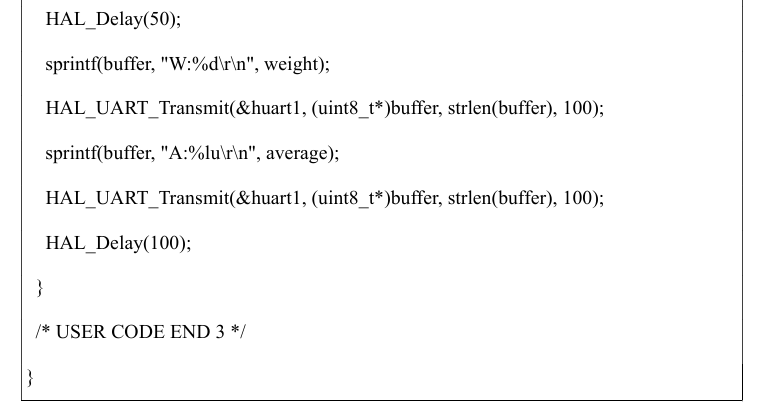 HAL_Delay(50);
sprintf(buffer, "W:%d\r\n", weight);
HAL_UART_Transmit(&huart1, (uint8_t*)buffer, strlen(buffer), 100);
sprintf(buffer, "A:%lu\r\n", average);
HAL_UART_Transmit(&huart1, (uint8_t*)buffer, strlen(buffer), 100);
HAL_Delay(100);
}
/* USER CODE END 3 */
}